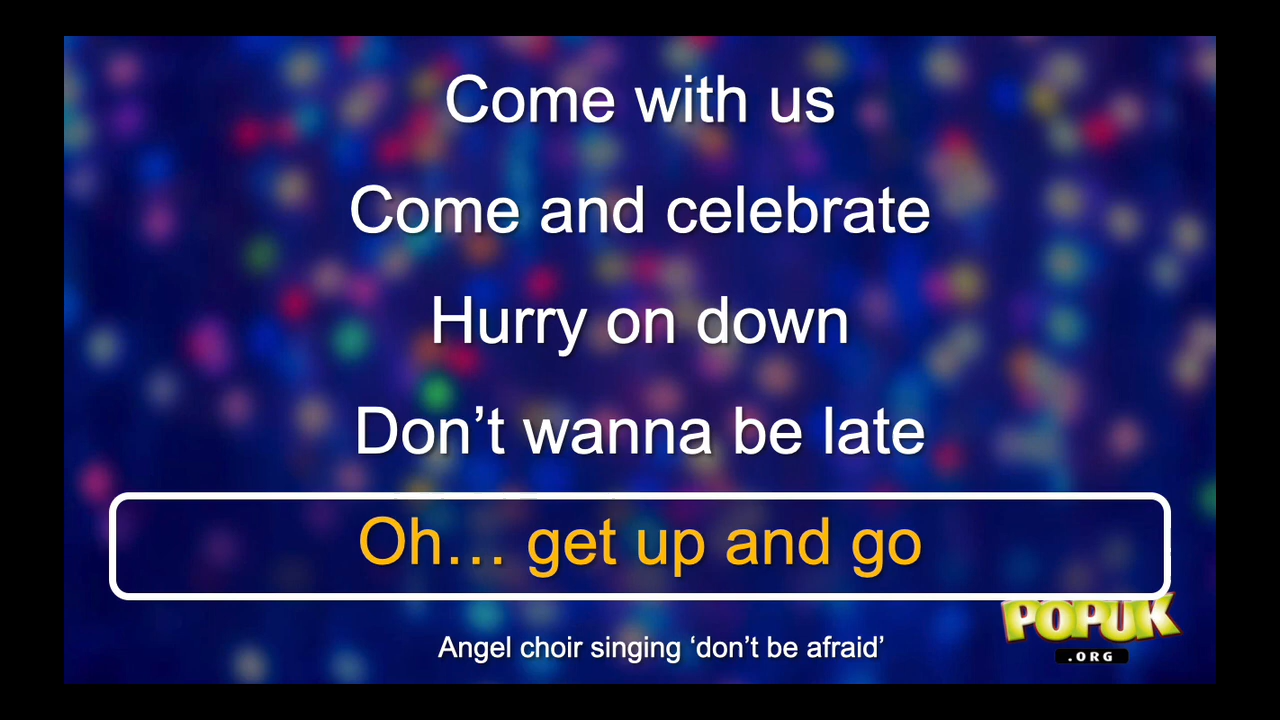 Come with us
Come and celebrate
Hurry on down
Don’t wanna be late
Oh… get up and go
POPUK
.ORG
Angel choir singing ‘don’t be afraid’